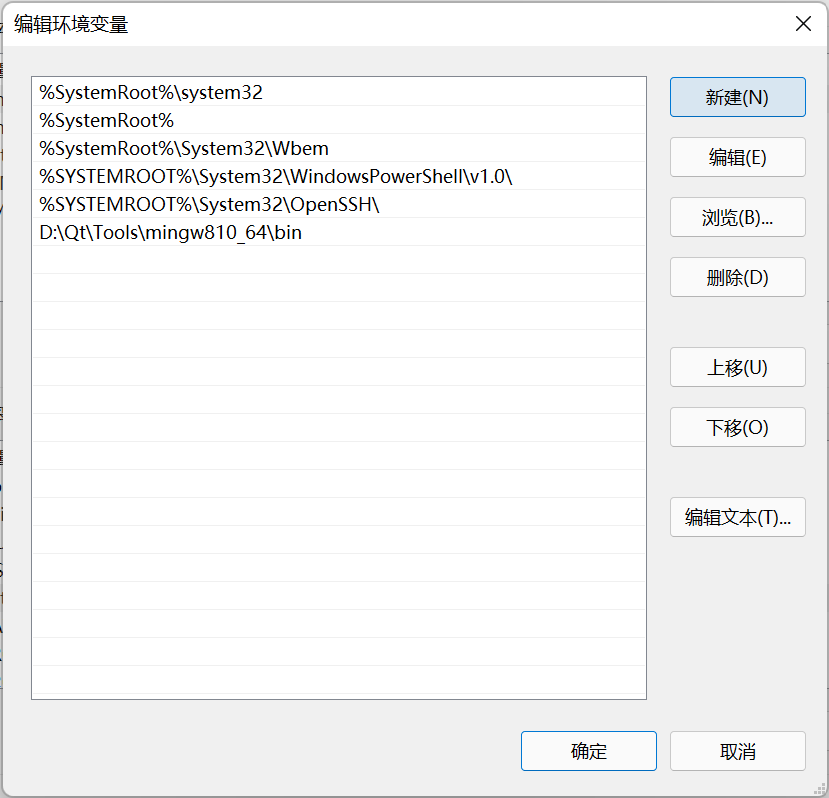 编辑环境变量
%SystemRoot%\system32
%SystemRoot%
%SystemRoot%\System32\Wbem
%SYSTEMROOT%\System32\WindowsPowerShell\v1.0\
%SYSTEMROOT%\System32\OpenSSH\
D:\Qt\Tools\mingw810_64\bin
新建(N)
编辑(E)
浏览(B)...
删除(D)
上移(U)
下移(O)
编辑文本(T)...
确定
取消